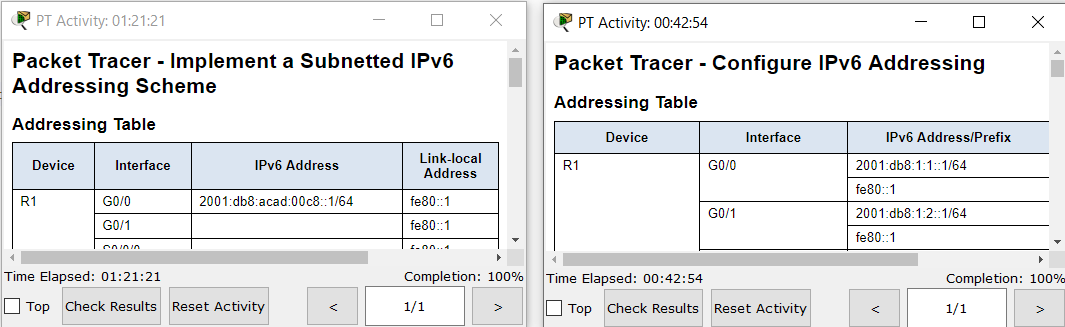 PT Activity: 01:21:21
Packet Tracer - Implement a Subnetted IPv6
Addressing Scheme
Addressing Table
Device Interface IPv6 Address Link-local Address
R1 G0/0 2001:db8:acad:00c8::1/64 fe80::1
G0/1 fe80::1
G0/0/0 fe80::1
Time Elapsed: 01:21:21 Completion: 100%
Top Check Results Reset Activity < 1/1 >
PT Activity: 00:42:54
Packet Tracer - Configure IPv6 Addressing
Addressing Table
Device Interface IPv6 Address/Prefix
R1 G0/0 2001:db8:1:1::1/64
fe80::1
G0/1 2001:db8:1:2::1/64
fe80::1
Time Elapsed: 00:42:54 Completion: 100%
Top Check Results Reset Activity < 1/1 >